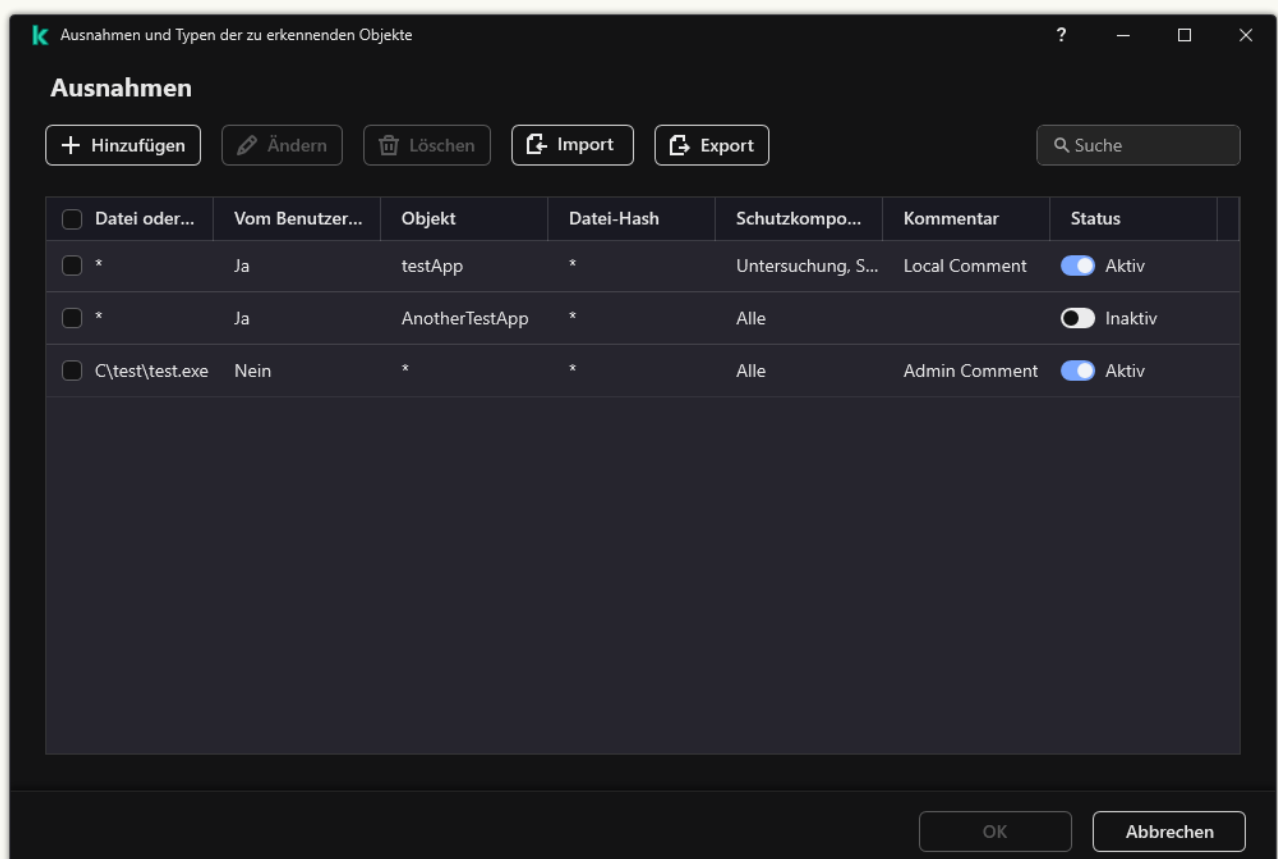 Ausnahmen und Typen der zu erkennenden Objekte ?
Ausnahmen
Hinzufügen Ändern Löschen Import Export Suche
Datei oder... Vom Benutzer... Objekt Datei-Hash Schutzkompo... Kommentar Status
* Ja testApp * Untersuchung, S... Local Comment Aktiv
* Ja AnotherTestApp * Alle Inaktiv
C\test\test.exe Nein * * Alle Admin Comment Aktiv
OK Abbrechen